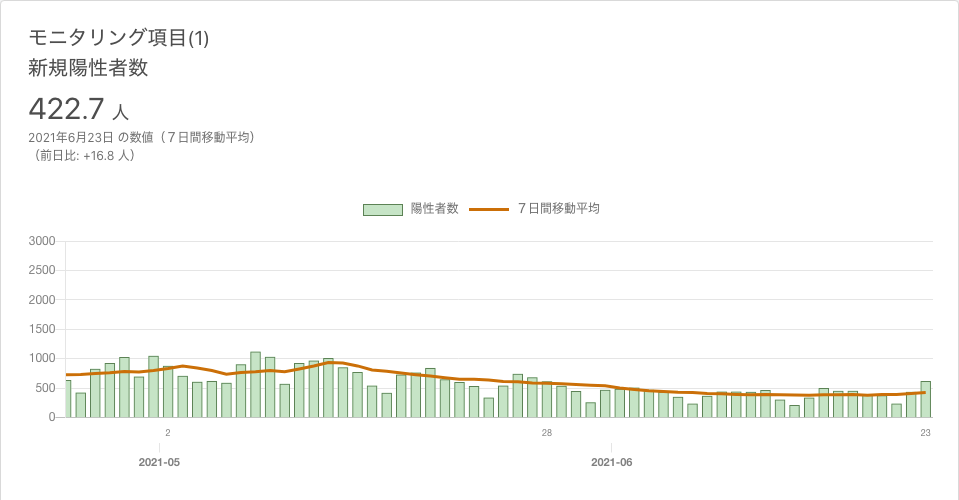 モニタリング項目(1)
新規陽性者数
422.7 人
2021年6月23日 の数値（７日間移動平均）
（前日比: +16.8 人）
陽性者数 ７日間移動平均
3000
2500
2000
1500
1000
500
0
2 28 23
2021-05 2021-06